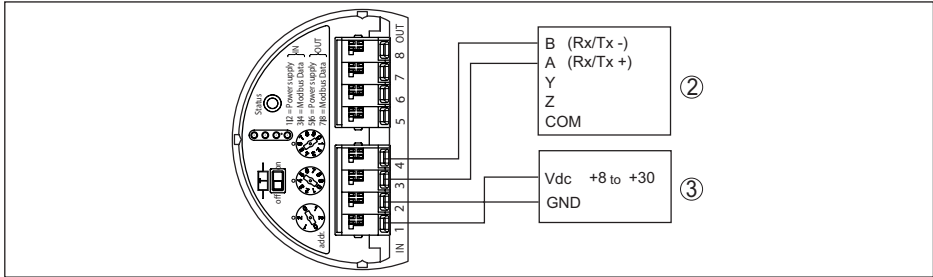 OUT
8
7
6
5
4
3
2
1
IN
Status
1|2 = Power supply
3|4 = Modbus Data
IN
5|6 = Power supply
7|8 = Modbus Data
OUT
on
off
addr.
B (Rx/Tx -)
A (Rx/Tx +)
Y
Z
COM
②
Vdc +8 to +30
GND
③